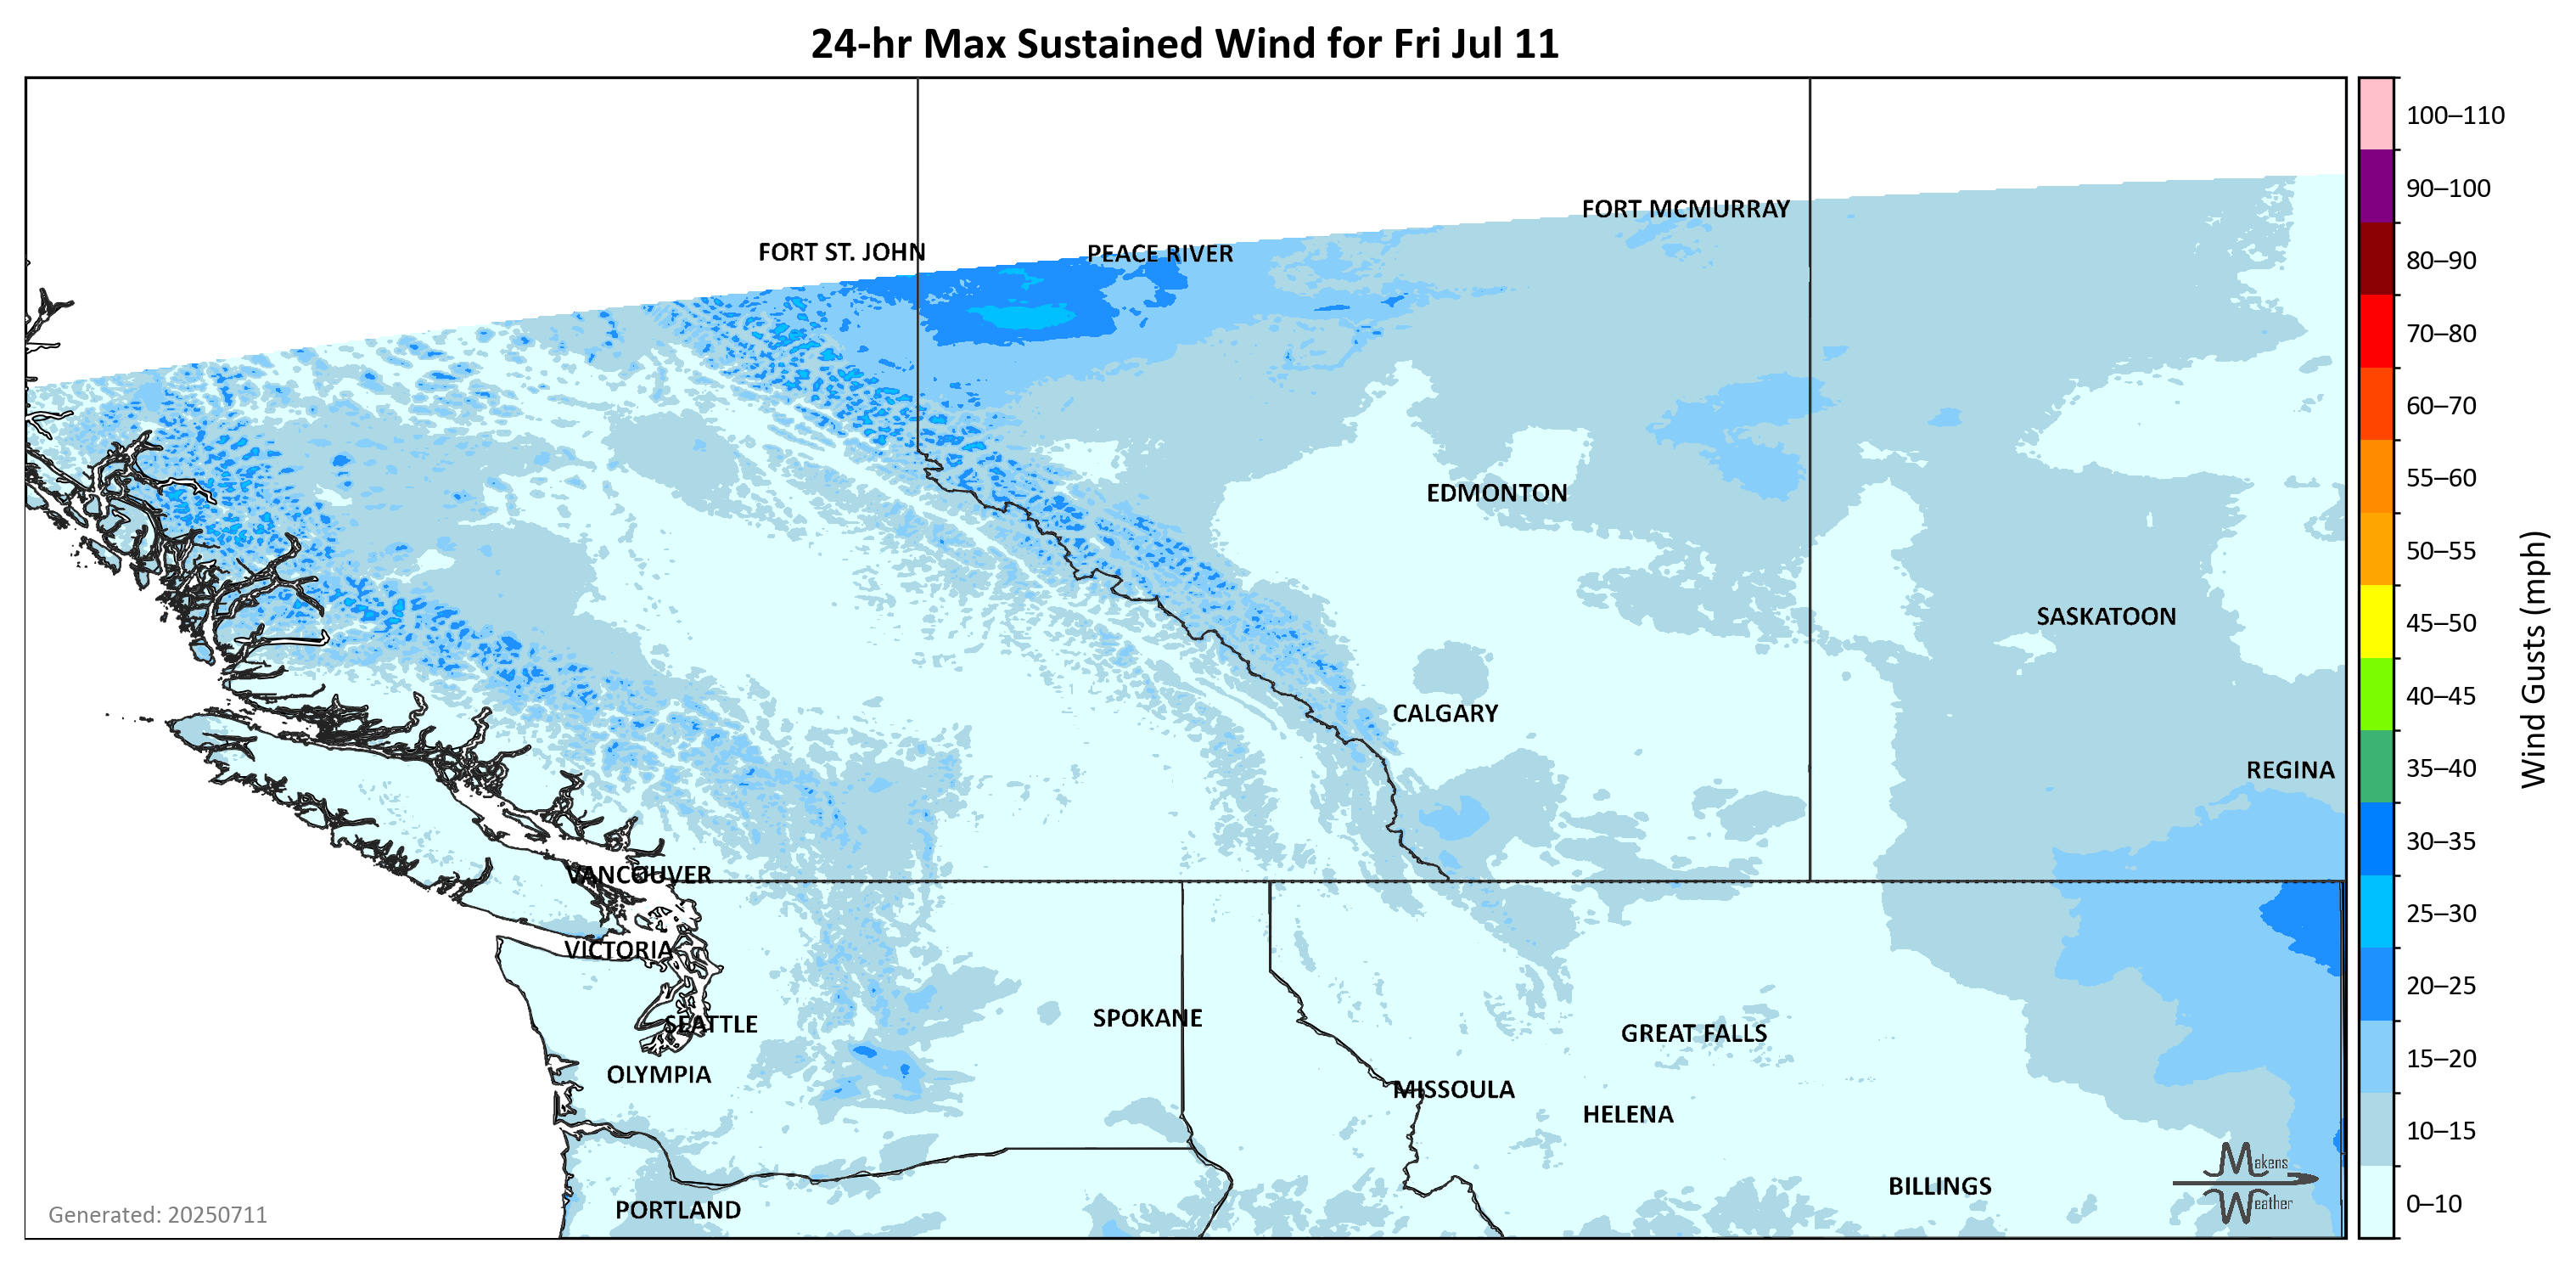 24-hr Max Sustained Wind for Fri Jul 11
100–110
90–100
80–90
70–80
60–70
55–60
50–55
45–50
40–45
35–40
30–35
25–30
20–25
15–20
10–15
0–10
Wind Gusts (mph)
FORT MCMURRAY
FORT ST. JOHN
PEACE RIVER
EDMONTON
SASKATOON
CALGARY
REGINA
VANCOUVER
VICTORIA
SPOKANE
SEATTLE
GREAT FALLS
OLYMPIA
MISSOULA
HELENA
BILLINGS
PORTLAND
Makens
Weather
Generated: 20250711